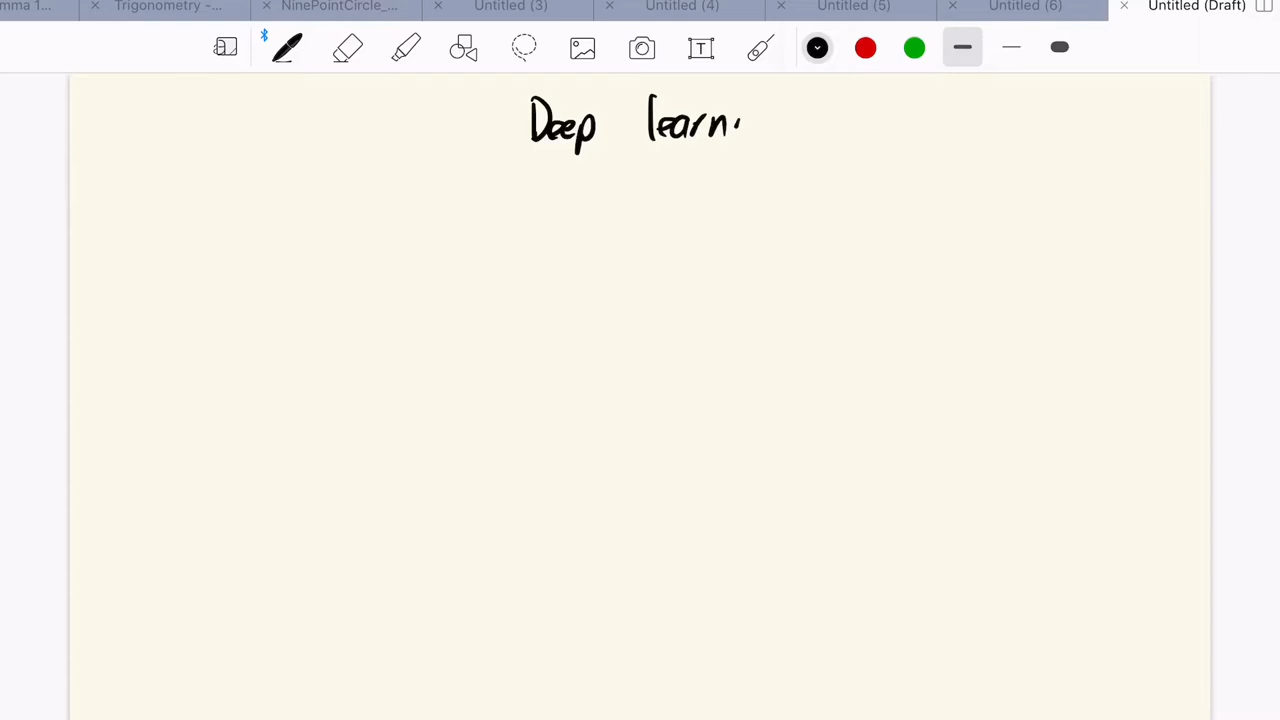 mma 1...
Trigonometry -...
NinePointCircle_...
Untitled (3)
Untitled (4)
Untitled (5)
Untitled (6)
Untitled (Draft)
T
Deep learn